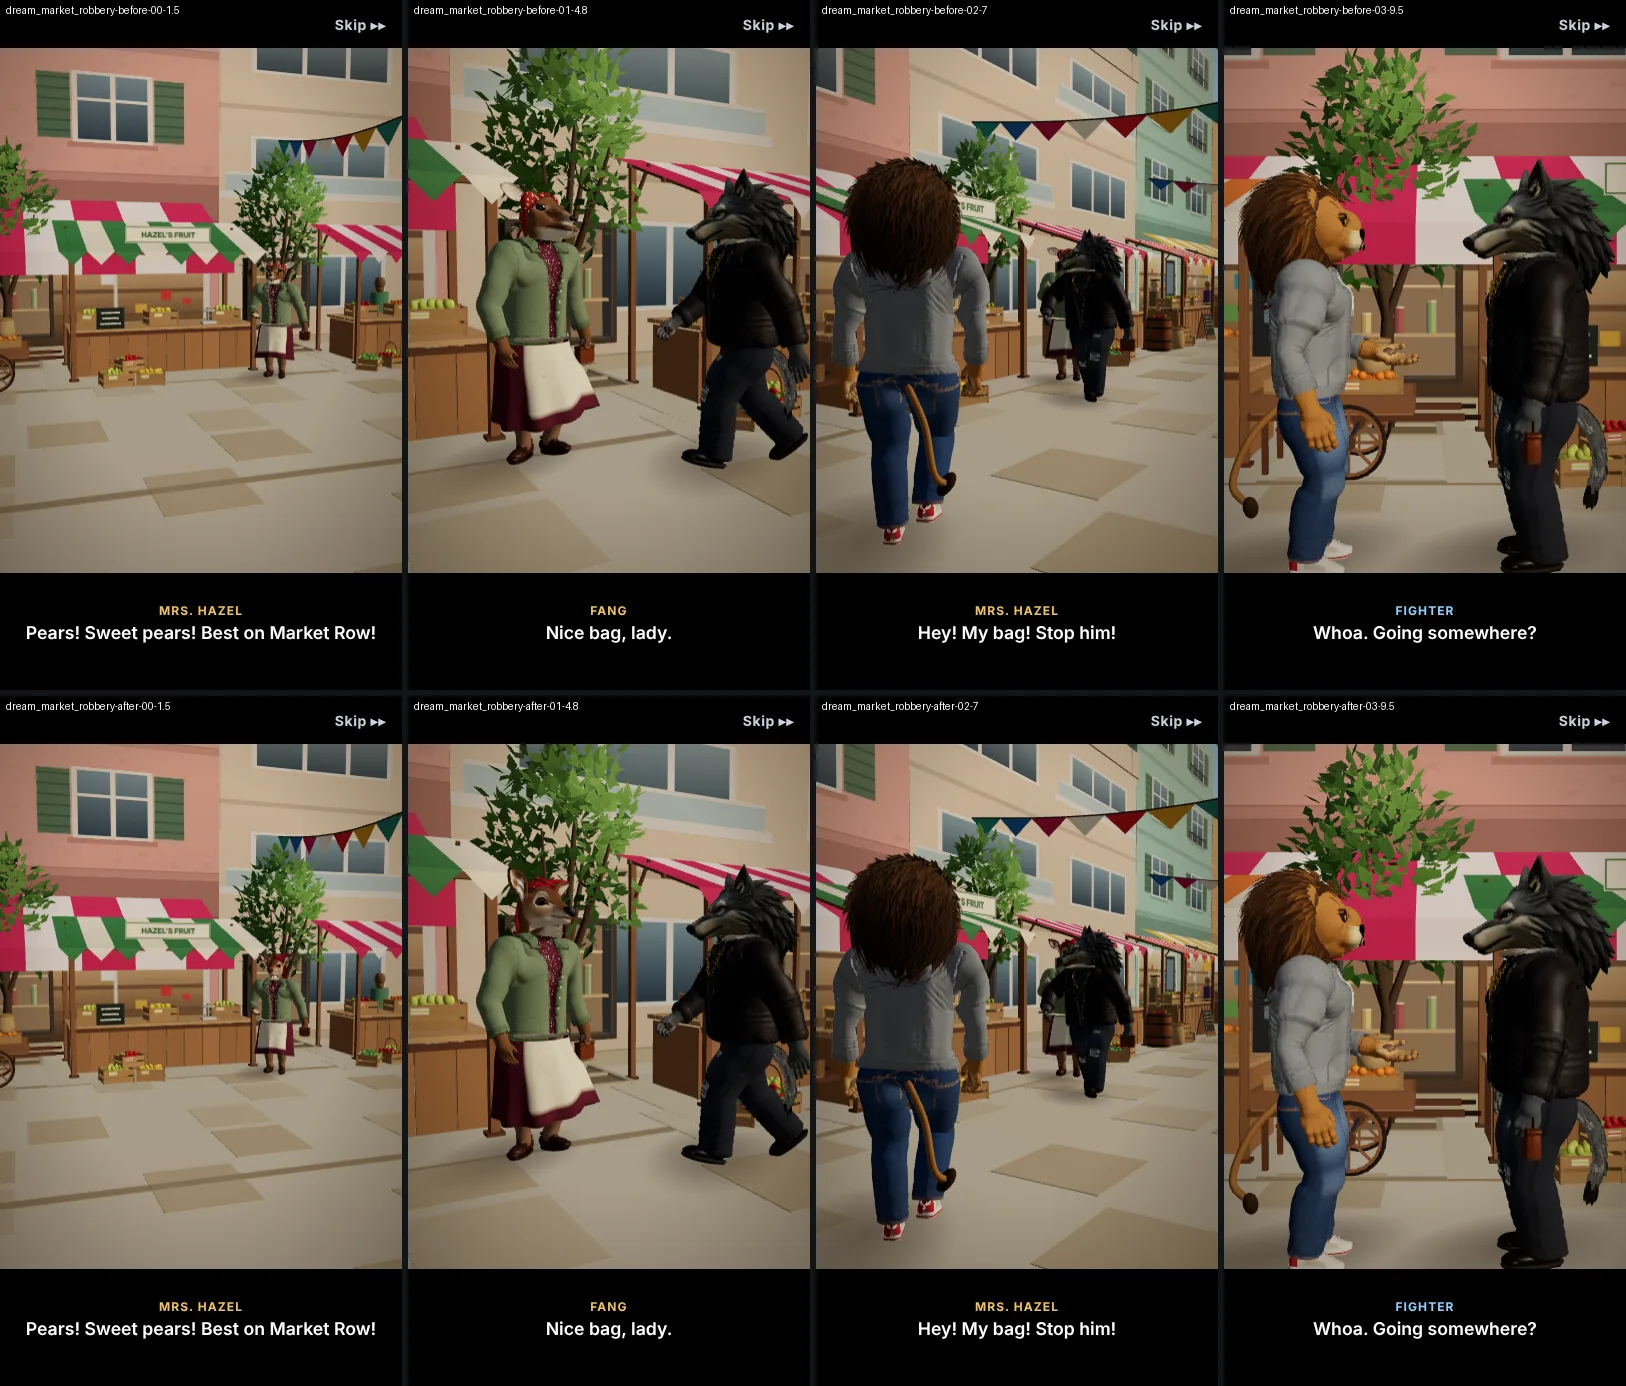 dream_market_robbery-before-00-1.5
Skip ▸▸
HAZEL'S FRUIT
MRS. HAZEL
Pears! Sweet pears! Best on Market Row!
dream_market_robbery-before-01-4.8
Skip ▸▸
FANG
Nice bag, lady.
dream_market_robbery-before-02-7
Skip ▸▸
'S FRUIT
MRS. HAZEL
Hey! My bag! Stop him!
dream_market_robbery-before-03-9.5
Skip ▸▸
FIGHTER
Whoa. Going somewhere?
dream_market_robbery-after-00-1.5
Skip ▸▸
HAZEL'S FRUIT
MRS. HAZEL
Pears! Sweet pears! Best on Market Row!
dream_market_robbery-after-01-4.8
Skip ▸▸
FANG
Nice bag, lady.
dream_market_robbery-after-02-7
Skip ▸▸
'S FRUIT
MRS. HAZEL
Hey! My bag! Stop him!
dream_market_robbery-after-03-9.5
Skip ▸▸
FIGHTER
Whoa. Going somewhere?